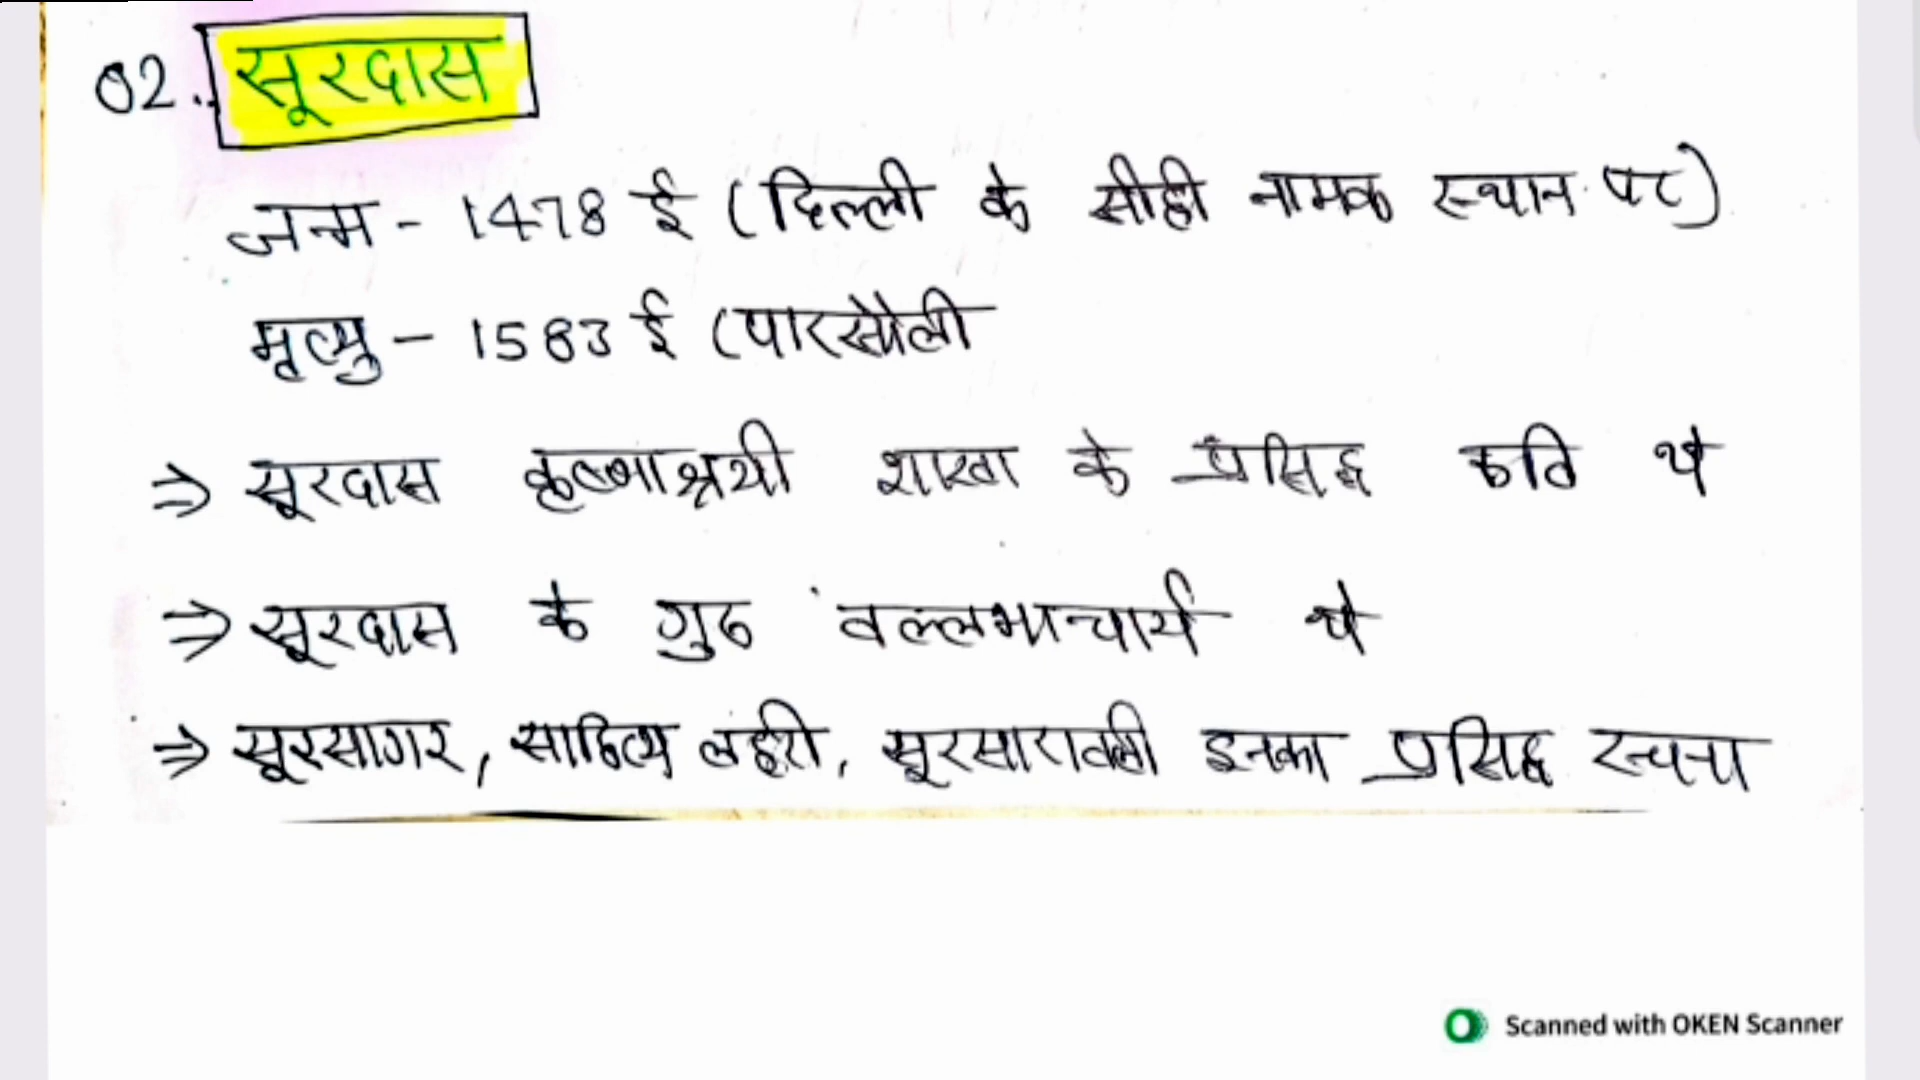 02. सूरदास
जन्म - 1478 ई (दिल्ली के सीही नामक स्थान पर)
मृत्यु - 1583 ई (पारसौली
⇒ सूरदास कृष्णाश्रयी शाखा के प्रसिद्ध कवि थे
⇒ सूरदास के गुरु वल्लभाचार्य थे
⇒ सूरसागर, साहित्य लहरी, सूरसारावली इनका प्रसिद्ध रचना
Scanned with OKEN Scanner